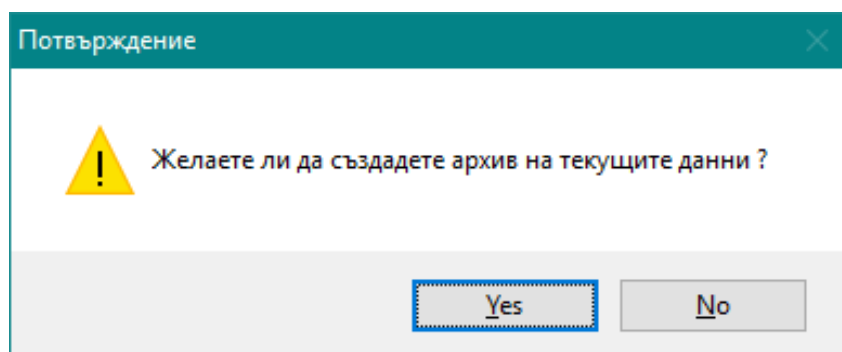 Потвърждение
Желаете ли да създадете архив на текущите данни ?
Yes
No